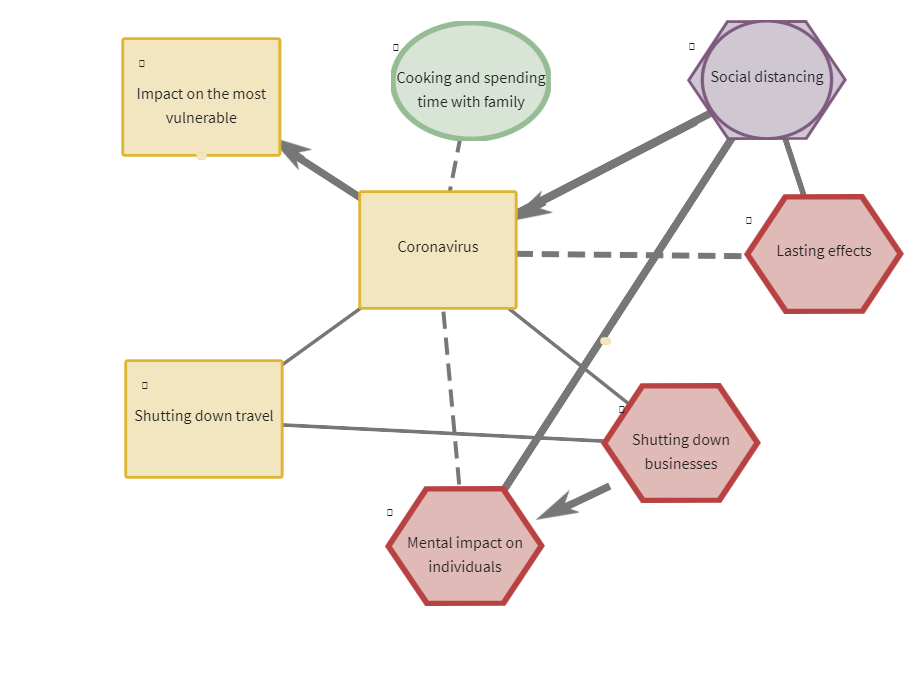 Impact on the most
vulnerable
Cooking and spending
time with family
Social distancing
Coronavirus
Lasting effects
Shutting down travel
Shutting down
businesses
Mental impact on
individuals